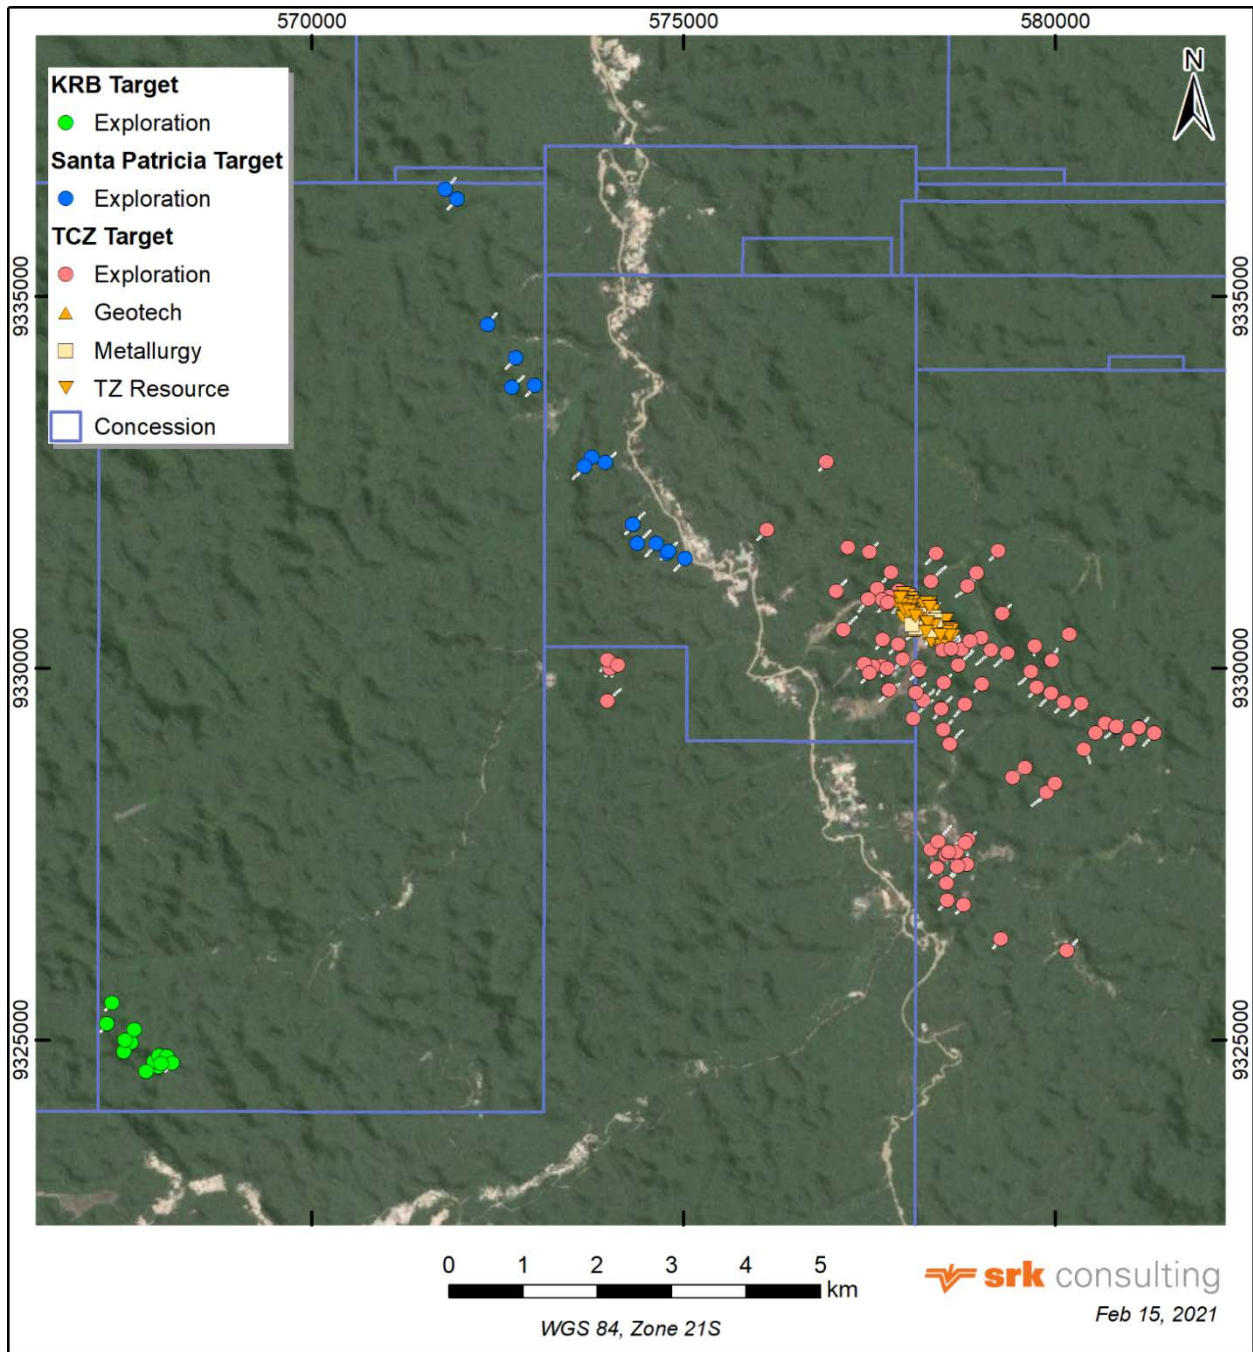 570000
575000
580000
N
KRB Target
Exploration
Santa Patricia Target
Exploration
TCZ Target
Exploration
Geotech
Metallurgy
TZ Resource
Concession
9335000
9335000
9330000
9330000
9325000
9325000
0 1 2 3 4 5
km
WGS 84, Zone 21S
srk consulting
Feb 15, 2021